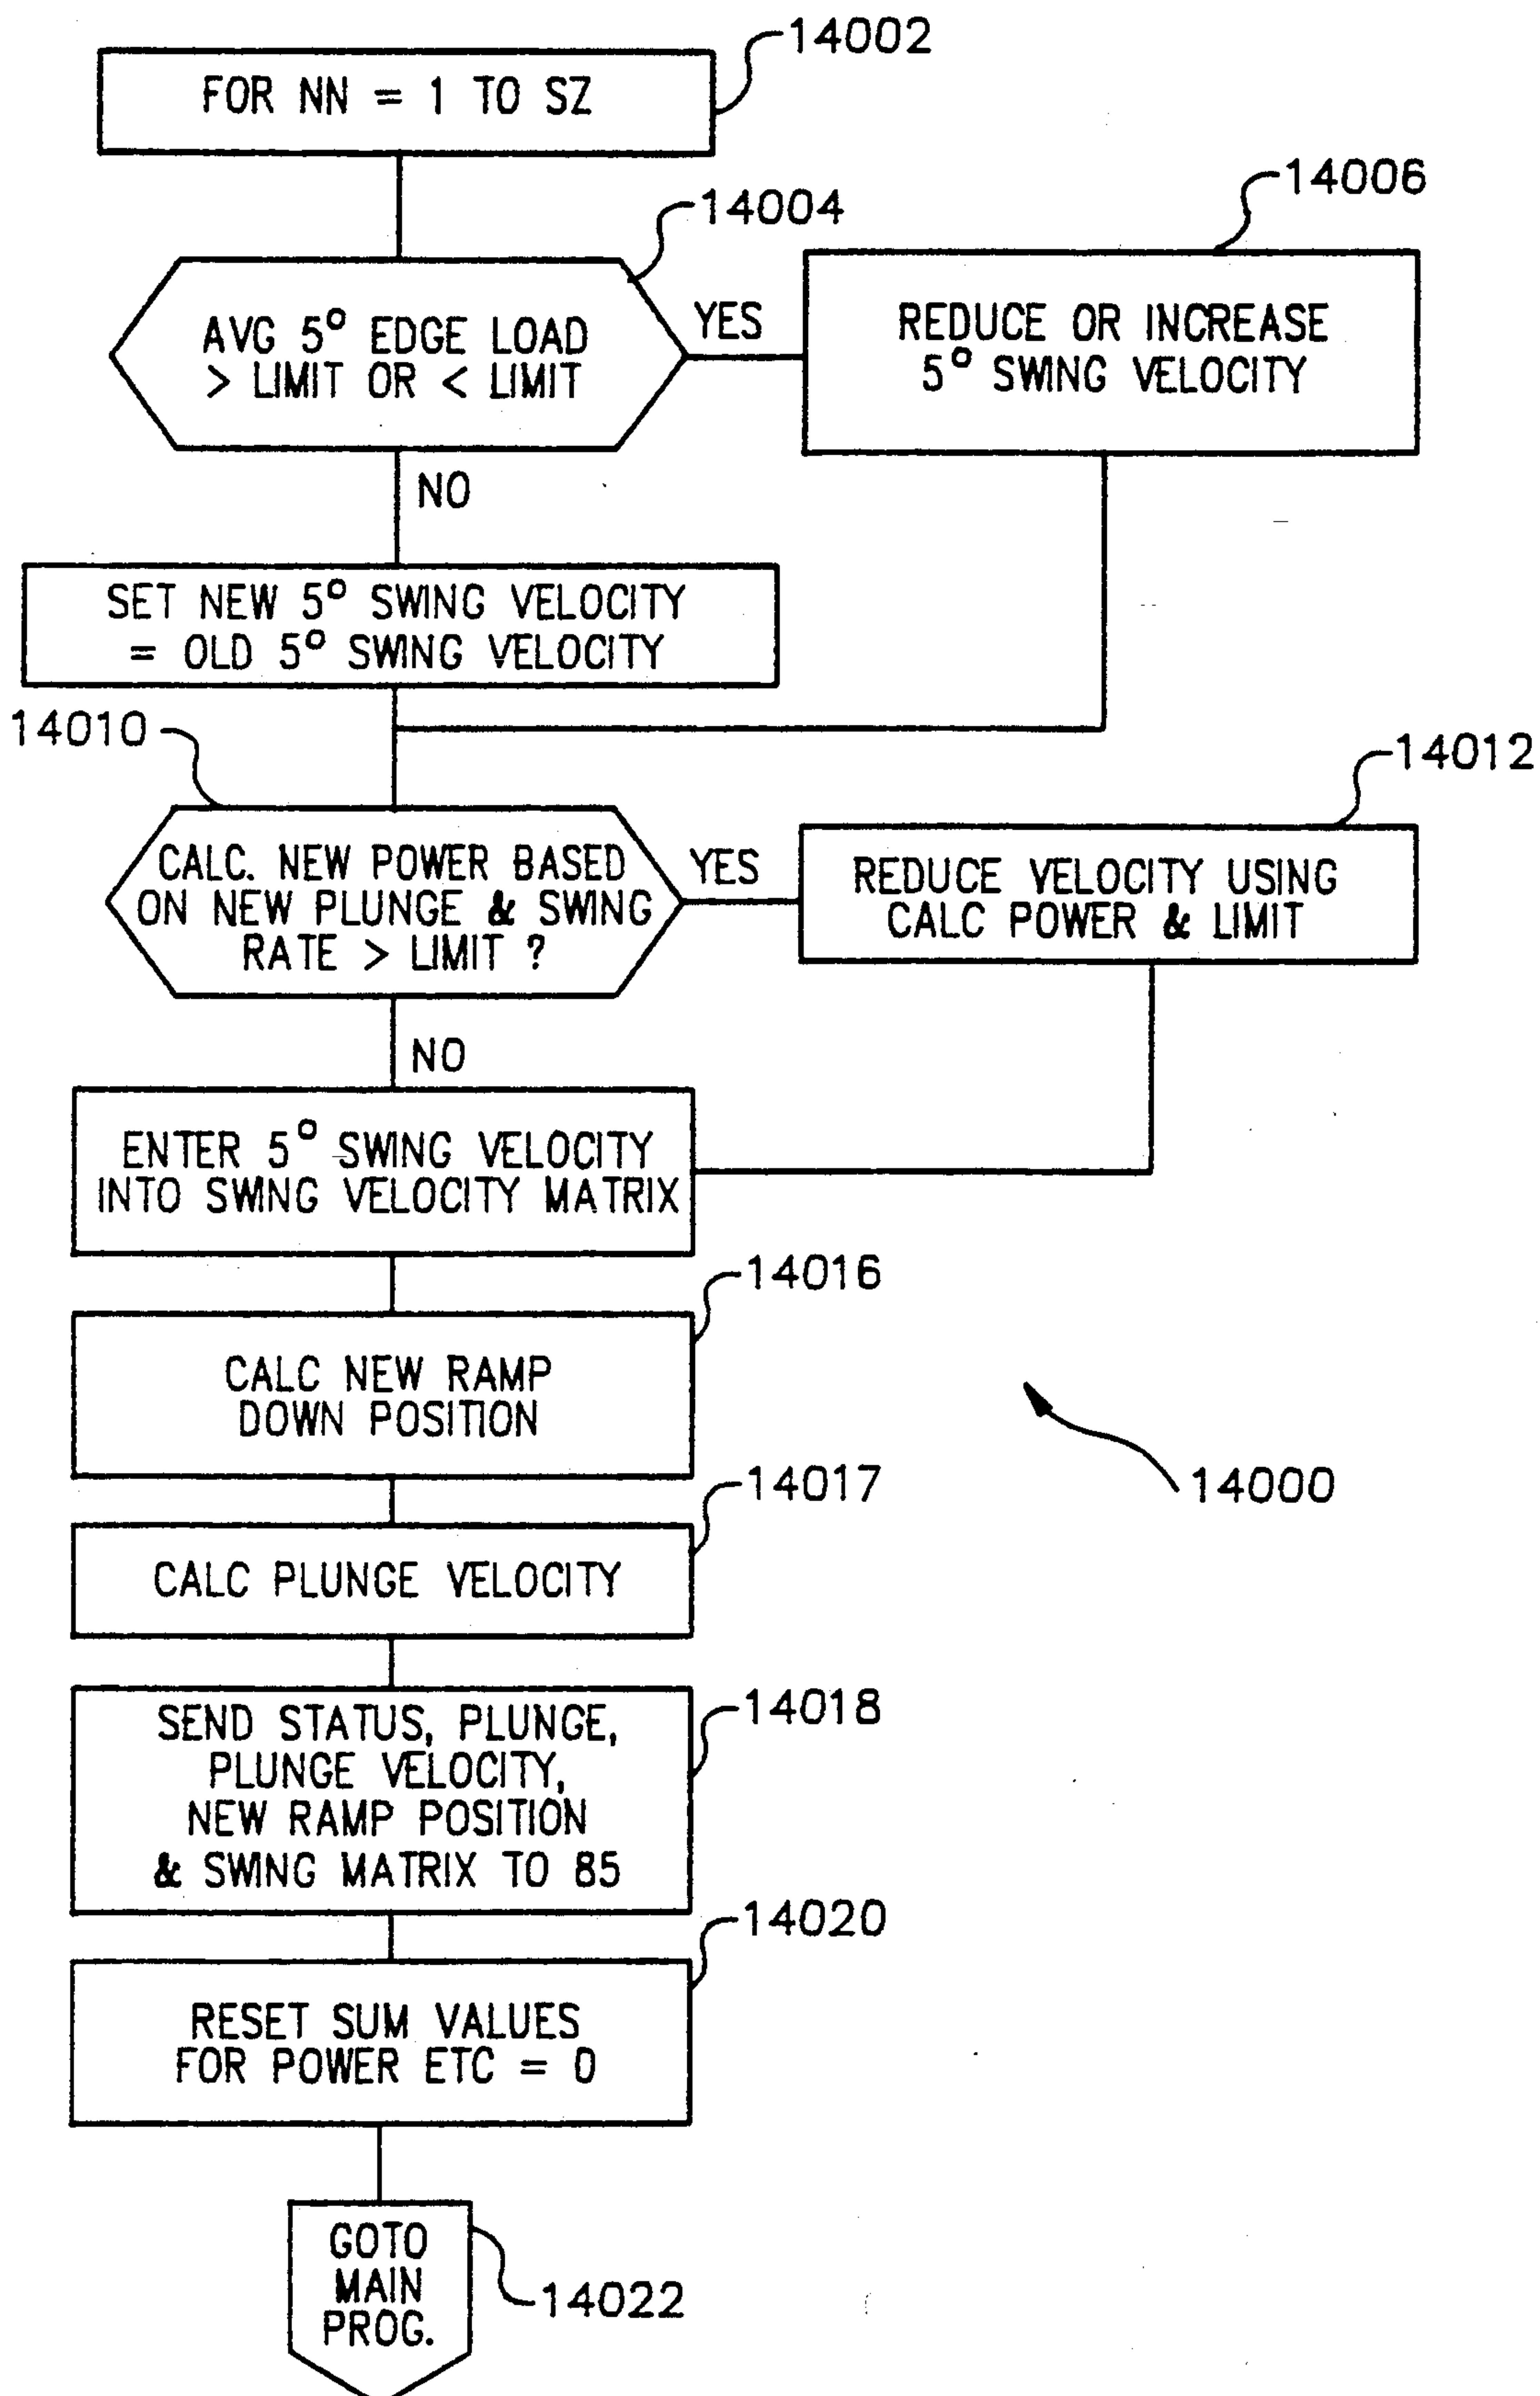 14002
FOR NN = 1 TO SZ
14004
14006
AVG 5° EDGE LOAD
> LIMIT OR < LIMIT
YES
REDUCE OR INCREASE
5° SWING VELOCITY
NO
SET NEW 5° SWING VELOCITY
= OLD 5° SWING VELOCITY
14010
14012
CALC. NEW POWER BASED
ON NEW PLUNGE & SWING
RATE > LIMIT ?
YES
REDUCE VELOCITY USING
CALC POWER & LIMIT
NO
ENTER 5° SWING VELOCITY
INTO SWING VELOCITY MATRIX
14016
CALC NEW RAMP
DOWN POSITION
14000
14017
CALC PLUNGE VELOCITY
14018
SEND STATUS, PLUNGE,
PLUNGE VELOCITY,
NEW RAMP POSITION
& SWING MATRIX TO 85
14020
RESET SUM VALUES
FOR POWER ETC = 0
GOTO
MAIN
PROG.
14022